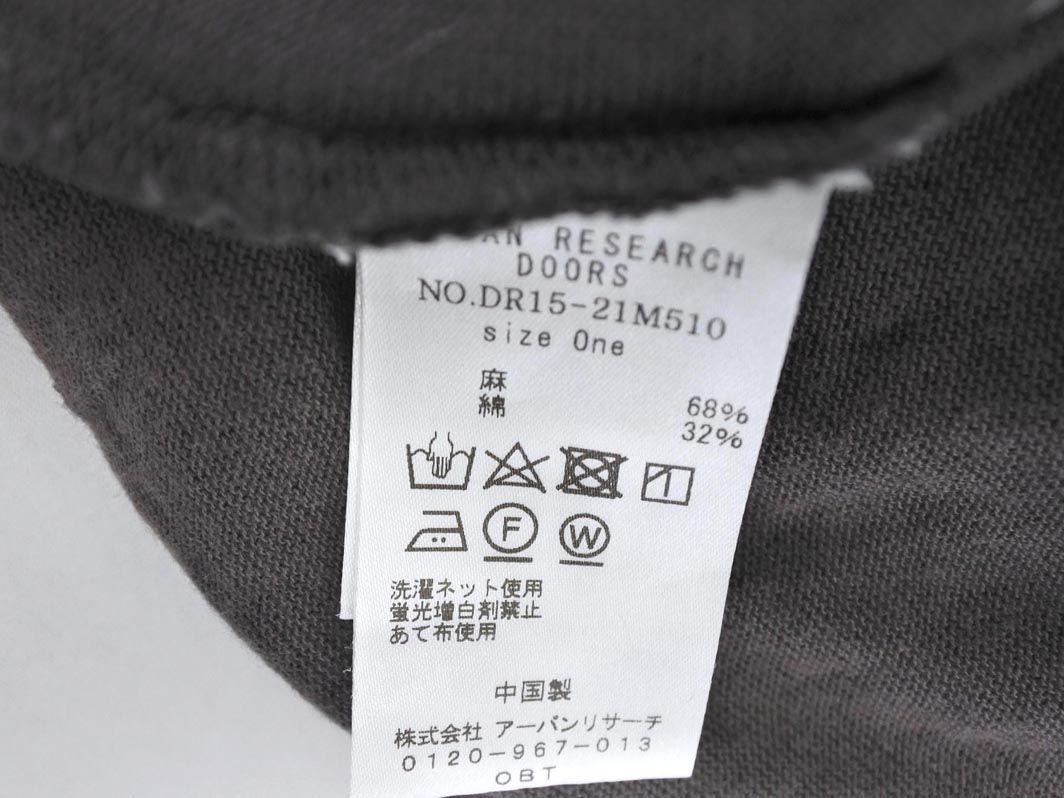 RESEARCH
DOORS
NO.DR15-21M510
size One
麻 68%
綿 32%
F W
洗濯ネット使用
蛍光増白剤禁止
あて布使用
中国製
株式会社 アーバンリサーチ
0120-967-013
OBT